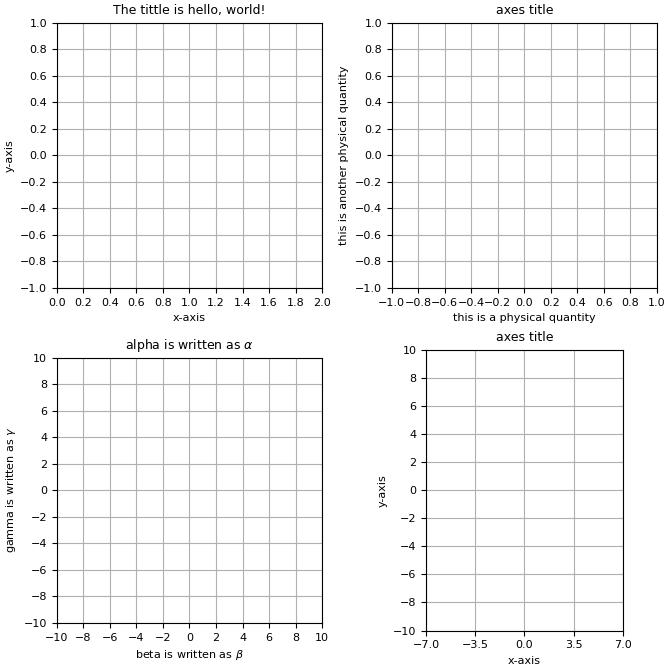 The tittle is hello, world!
1.0
0.8
0.6
0.4
0.2
0.0
−0.2
−0.4
−0.6
−0.8
−1.0
y-axis
0.0 0.2 0.4 0.6 0.8 1.0 1.2 1.4 1.6 1.8 2.0
x-axis
axes title
1.0
0.8
0.6
0.4
0.2
0.0
−0.2
−0.4
−0.6
−0.8
−1.0
this is another physical quantity
−1.0 −0.8 −0.6 −0.4 −0.2 0.0 0.2 0.4 0.6 0.8 1.0
this is a physical quantity
alpha is written as α
10
8
6
4
2
0
−2
−4
−6
−8
−10
gamma is written as γ
−10 −8 −6 −4 −2 0 2 4 6 8 10
beta is written as β
axes title
10
8
6
4
2
0
−2
−4
−6
−8
−10
y-axis
−7.0 −3.5 0.0 3.5 7.0
x-axis